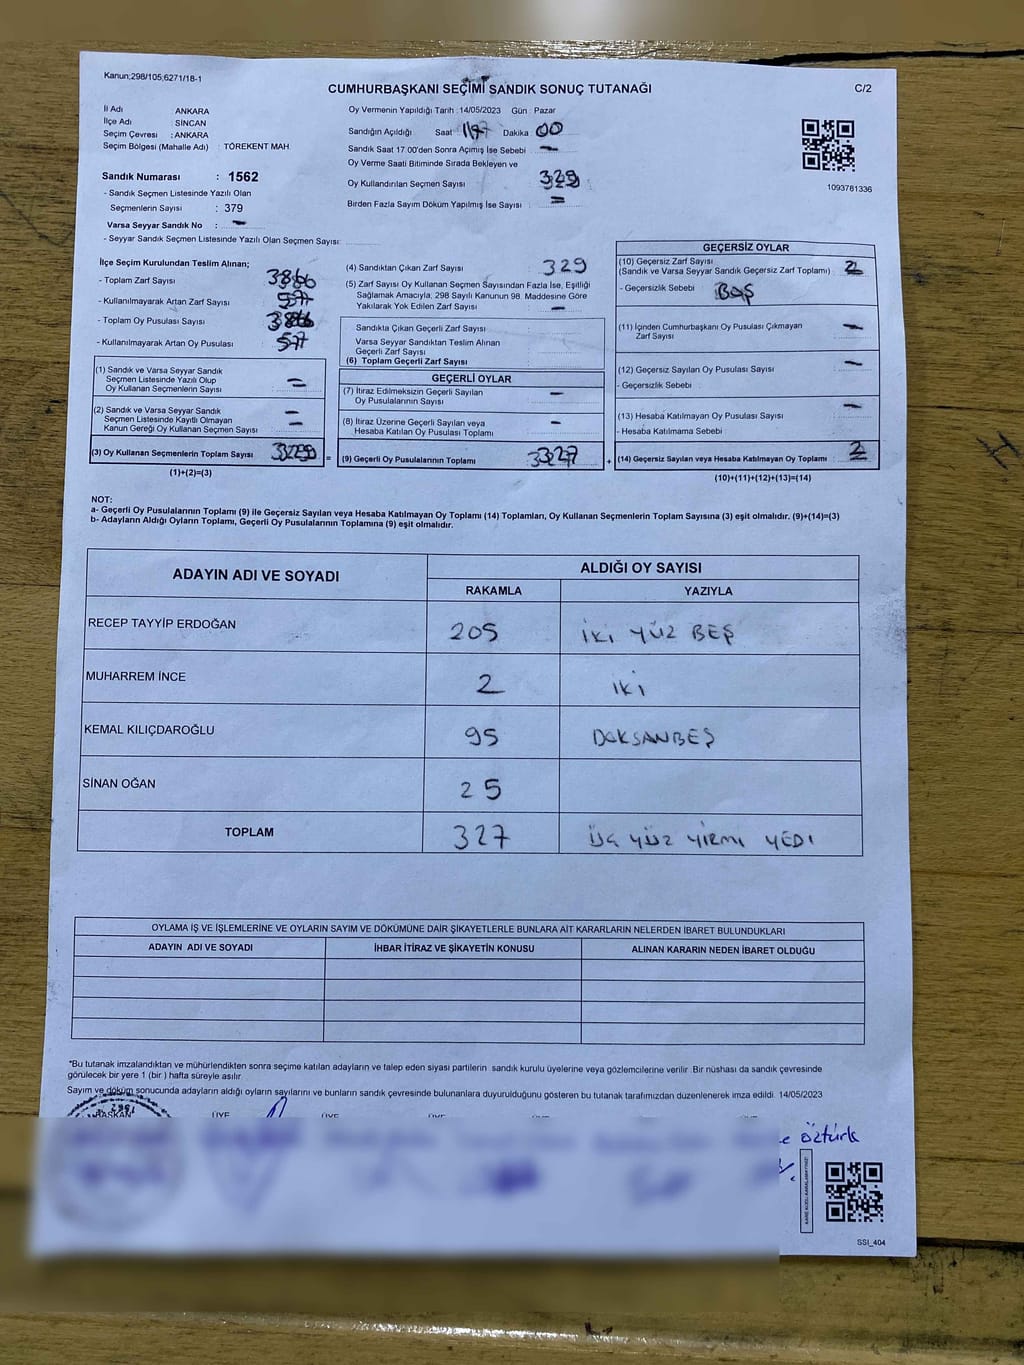 Kanun;298/105;6271/18-1
CUMHURBAŞKANI SEÇİMİ SANDIK SONUÇ TUTANAĞI
C/2
İl Adı : ANKARA
İlçe Adı : SİNCAN
Seçim Çevresi : ANKARA
Seçim Bölgesi (Mahalle Adı) : TÖREKENT MAH.
Sandık Numarası : 1562
- Sandık Seçmen Listesinde Yazılı Olan
Seçmenlerin Sayısı : 379
Varsa Seyyar Sandık No : -
- Seyyar Sandık Seçmen Listesinde Yazılı Olan Seçmen Sayısı:
Oy Vermenin Yapıldığı Tarih :14/05/2023 Gün : Pazar
Sandığın Açıldığı Saat Dakika 00
Sandık Saat 17.00'den Sonra Açımış İse Sebebi -
Oy Verme Saati Bitiminde Sırada Bekleyen ve
Oy Kullandırılan Seçmen Sayısı 329
Birden Fazla Sayım Döküm Yapılmış İse Sayısı : =
1093781336
İlçe Seçim Kurulundan Teslim Alınan;
- Toplam Zarf Sayısı
- Kullanılmayarak Artan Zarf Sayısı
- Toplam Oy Pusulası Sayısı
- Kullanılmayarak Artan Oy Pusulası
(1) Sandık ve Varsa Seyyar Sandık
Seçmen Listesinde Yazılı Olup
Oy Kullanan Seçmenlerin Sayısı =
(2) Sandık ve Varsa Seyyar Sandık
Seçmen Listesinde Kayıtlı Olmayan
Kanun Gereği Oy Kullanan Seçmen Sayısı =
(3) Oy Kullanan Seçmenlerin Toplam Sayısı =
(1)+(2)=(3)
(4) Sandıktan Çıkan Zarf Sayısı : 329
(5) Zarf Sayısı Oy Kullanan Seçmen Sayısından Fazla İse, Eşitliği
Sağlamak Amacıyla; 298 Sayılı Kanunun 98. Maddesine Göre
Yakılarak Yok Edilen Zarf Sayısı : -
Sandıkta Çıkan Geçerli Zarf Sayısı :
Varsa Seyyar Sandıktan Teslim Alınan
Geçerli Zarf Sayısı :
(6) Toplam Geçerli Zarf Sayısı
GEÇERLİ OYLAR
(7) İtiraz Edilmeksizin Geçerli Sayılan
Oy Pusulalarının Sayısı : -
(8) İtiraz Üzerine Geçerli Sayılan veya
Hesaba Katılan Oy Pusulası Toplamı : -
(9) Geçerli Oy Pusulalarının Toplamı : 327 +
GEÇERSİZ OYLAR
(10) Geçersiz Zarf Sayısı
(Sandık ve Varsa Seyyar Sandık Geçersiz Zarf Toplamı) : 2
- Geçersizlik Sebebi BOŞ
(11) İçinden Cumhurbaşkanı Oy Pusulası Çıkmayan
Zarf Sayısı : -
(12) Geçersiz Sayılan Oy Pusulası Sayısı : -
- Geçersizlik Sebebi
(13) Hesaba Katılmayan Oy Pusulası Sayısı : -
- Hesaba Katılmama Sebebi
(14) Geçersiz Sayılan veya Hesaba Katılmayan Oy Toplamı : 2
(10)+(11)+(12)+(13)=(14)
NOT:
a- Geçerli Oy Pusulalarının Toplamı (9) ile Geçersiz Sayılan veya Hesaba Katılmayan Oy Toplamı (14) Toplamları, Oy Kullanan Seçmenlerin Toplam Sayısına (3) eşit olmalıdır. (9)+(14)=(3)
b- Adayların Aldığı Oyların Toplamı, Geçerli Oy Pusulalarının Toplamına (9) eşit olmalıdır.
ADAYIN ADI VE SOYADI
ALDIĞI OY SAYISI
RAKAMLA YAZIYLA
RECEP TAYYİP ERDOĞAN 205 İKİ YÜZ BEŞ
MUHARREM İNCE 2 İKİ
KEMAL KILIÇDAROĞLU 95 DOKSANBEŞ
SİNAN OĞAN 25
TOPLAM 327 ÜÇ YÜZ YİRMİ YEDİ
OYLAMA İŞ VE İŞLEMLERİNE VE OYLARIN SAYIM VE DÖKÜMÜNE DAİR ŞİKAYETLERLE BUNLARA AİT KARARLARIN NELERDEN İBARET BULUNDUKLARI
ADAYIN ADI VE SOYADI İHBAR İTİRAZ VE ŞİKAYETİN KONUSU ALINAN KARARIN NEDEN İBARET OLDUĞU
*Bu tutanak imzalandıktan ve mühürlendikten sonra seçime katılan adayların ve talep eden siyasi partilerin sandık kurulu üyelerine veya gözlemcilerine verilir. Bir nüshası da sandık çevresinde
görülecek bir yere 1 (bir ) hafta süreyle asılır.
Sayım ve döküm sonucunda adayların aldığı oyların sayılarını ve bunların sandık çevresinde bulunanlara duyurulduğunu gösteren bu tutanak tarafımızdan düzenlenerek imza edildi. 14/05/2023
BAŞKAN ÜYE ÜYE ÜYE ÜYE ÜYE
öztürk
SSİ_404